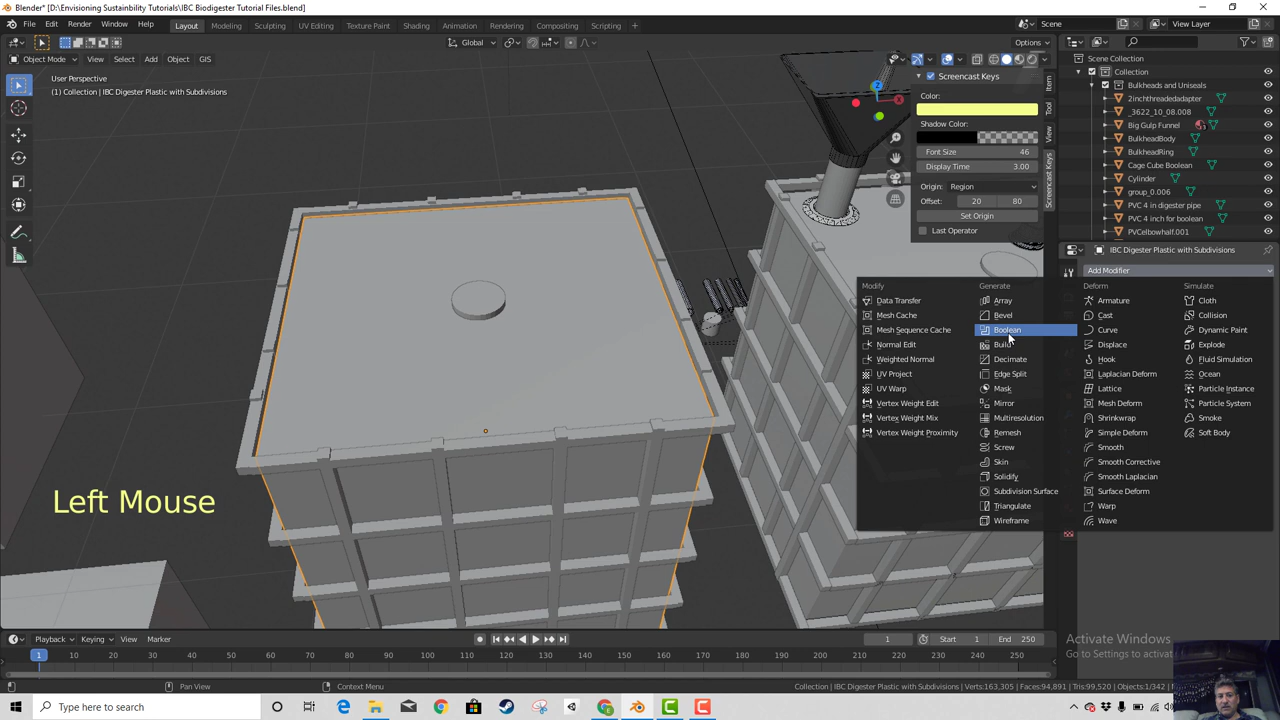 Blender* [D:\Envisioning Sustainbility Tutorials\IBC Biodigester Tutorial Files.blend]
File Edit Render Window Help Layout Modeling Sculpting UV Editing Texture Paint Shading Animation Rendering Compositing Scripting Scene View Layer
Global Options
Object Mode View Select Add Object GIS
User Perspective
(1) Collection | IBC Digester Plastic with Subdivisions
Screencast Keys
Color:
Shadow Color:
Font Size 46
Display Time 3.00
Origin: Region
Offset: 20 80
Set Origin
Last Operator
Item
Tool
View
Screencast Keys
Scene Collection
Collection
Bulkheads and Uniseals
2inchthreadedadapter
_3622_10_08.008
Big Gulp Funnel
BulkheadBody
BulkheadRing
Cage Cube Boolean
Cylinder
group_0.006
PVC 4 in digester pipe
PVC 4 inch for boolean
PVCelbowhalf.001
IBC Digester Plastic with Subdivisions
Add Modifier
Modify
Data Transfer
Mesh Cache
Mesh Sequence Cache
Normal Edit
Weighted Normal
UV Project
UV Warp
Vertex Weight Edit
Vertex Weight Mix
Vertex Weight Proximity
Generate
Array
Bevel
Boolean
Build
Decimate
Edge Split
Mask
Mirror
Multiresolution
Remesh
Screw
Skin
Solidify
Subdivision Surface
Triangulate
Wireframe
Deform
Armature
Cast
Curve
Displace
Hook
Laplacian Deform
Lattice
Mesh Deform
Shrinkwrap
Simple Deform
Smooth
Smooth Corrective
Smooth Laplacian
Surface Deform
Warp
Wave
Simulate
Cloth
Collision
Dynamic Paint
Explode
Fluid Simulation
Ocean
Particle Instance
Particle System
Smoke
Soft Body
Left Mouse
Playback Keying View Marker 1 Start 1 End 250
1 10 20 30 40 50 60 70 80 90 100 110 120 130 140 150 160 170 180 190 200 210 220 230 240 250
Activate Windows
Go to Settings to activat
Pan View Context Menu Collection | IBC Digester Plastic with Subdivisions | Verts:163,305 | Faces:94,891 | Tris:99,520 | Objects:1/342
Type here to search